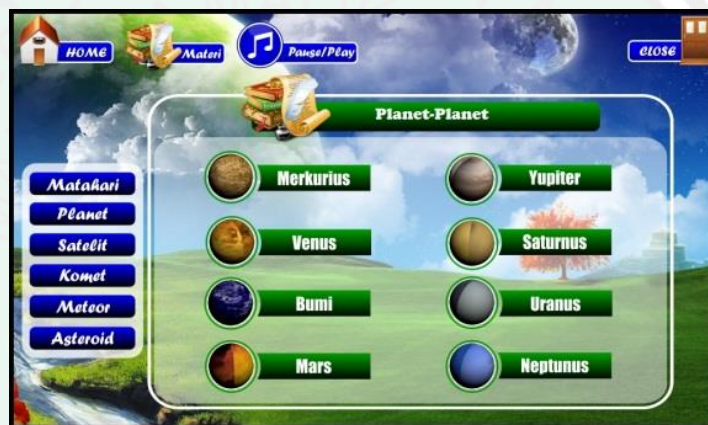 HOME
Materi
Pause/Play
CLOSE
Planet-Planet
Matahari
Planet
Satelit
Komet
Meteor
Asteroid
Merkurius
Venus
Bumi
Mars
Yupiter
Saturnus
Uranus
Neptunus